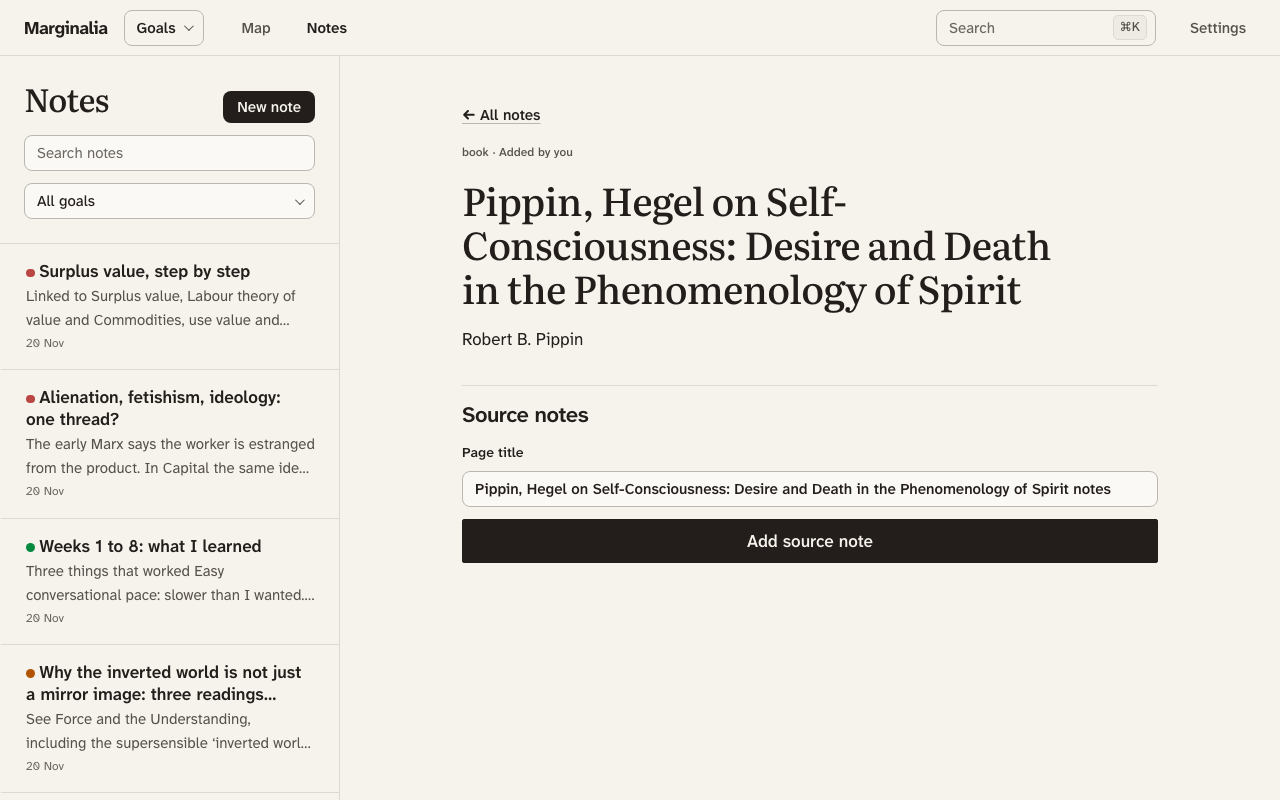 Marginalia
Goals
Map
Notes
Search
⌘K
Settings
Notes
New note
Search notes
All goals
Surplus value, step by step
Linked to Surplus value, Labour theory of
value and Commodities, use value and...
20 Nov
Alienation, fetishism, ideology:
one thread?
The early Marx says the worker is estranged
from the product. In Capital the same ide...
20 Nov
Weeks 1 to 8: what I learned
Three things that worked Easy
conversational pace: slower than I wanted....
20 Nov
Why the inverted world is not just
a mirror image: three readings...
See Force and the Understanding,
including the supersensible ‘inverted worl...
20 Nov
← All notes
book · Added by you
Pippin, Hegel on Self-
Consciousness: Desire and Death
in the Phenomenology of Spirit
Robert B. Pippin
Source notes
Page title
Pippin, Hegel on Self-Consciousness: Desire and Death in the Phenomenology of Spirit notes
Add source note